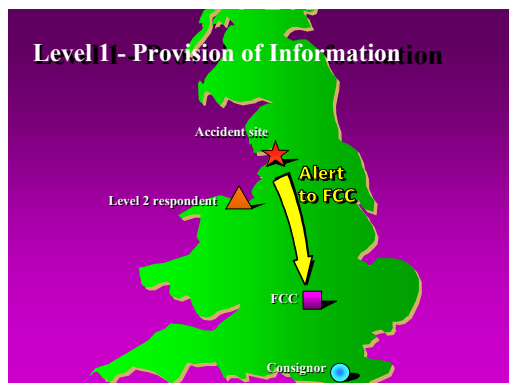 Level 1 - Provision of Information
Accident site
Alert
to FCC
Level 2 respondent
FCC
Consignor